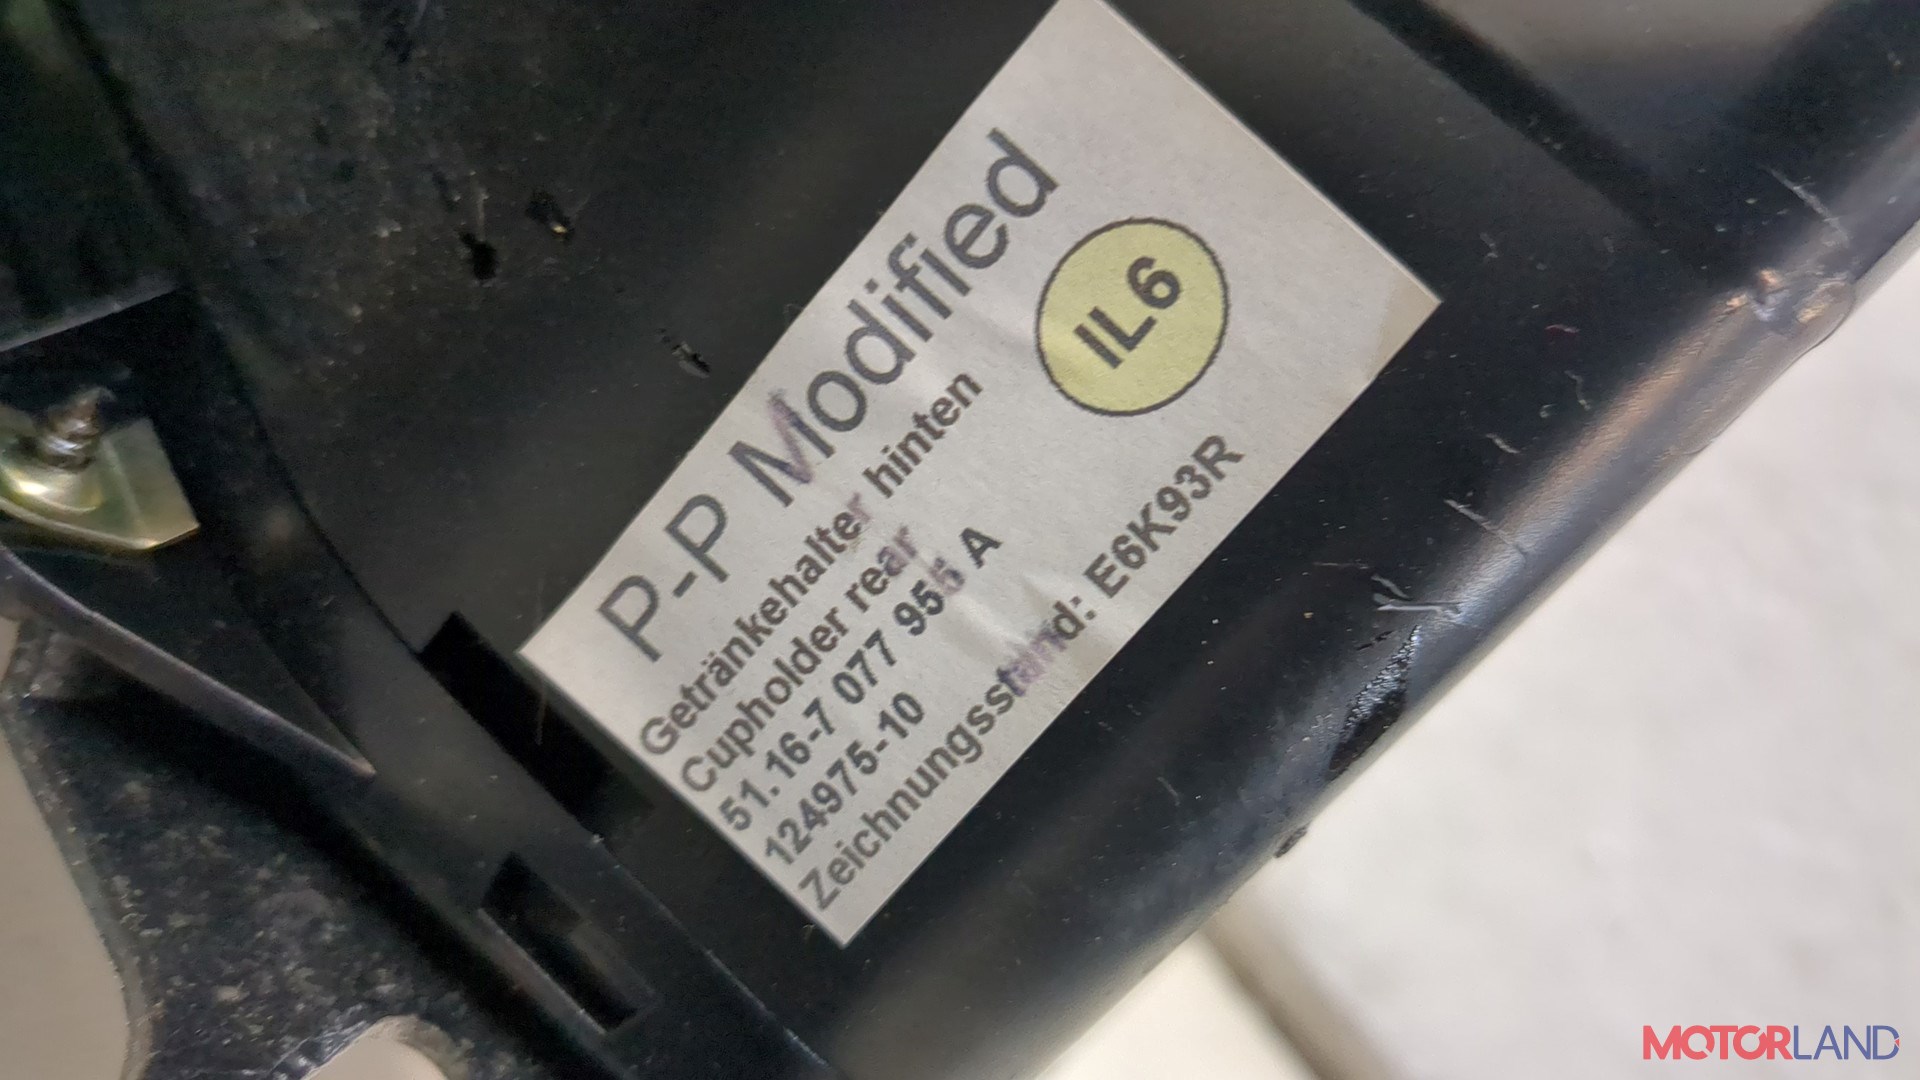 P-P Modified
IL6
Getränkehalter hinten
Cupholder rear
51.16-7 077 955 A
124975-10
Zeichnungsstand: E6K93R
MOTORLAND